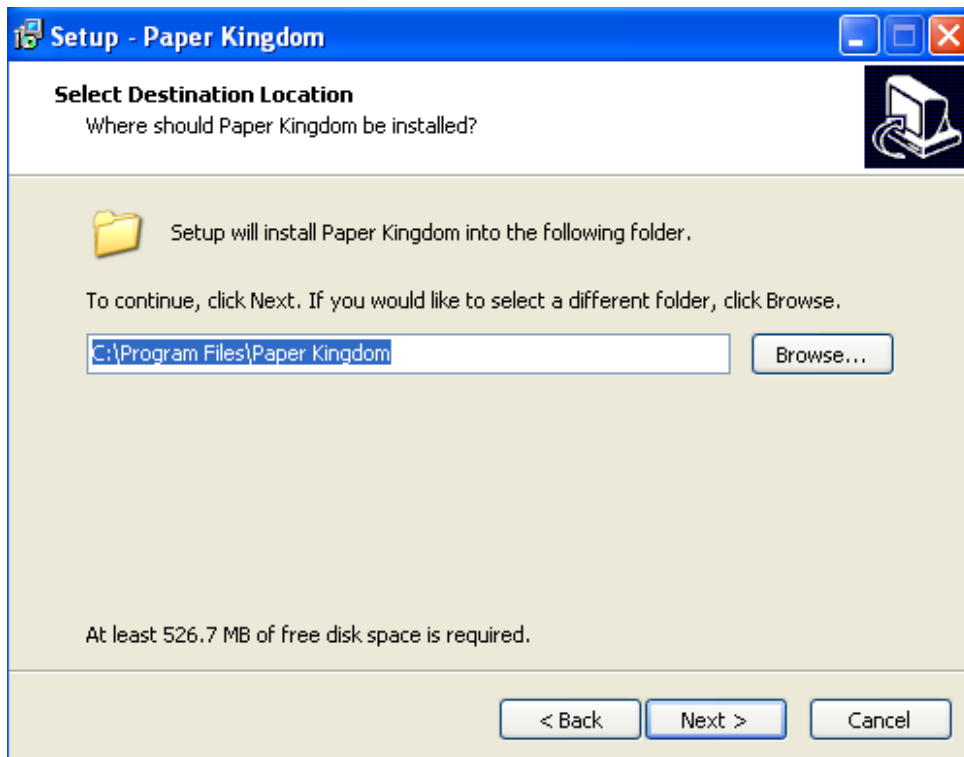 Setup - Paper Kingdom
Select Destination Location
Where should Paper Kingdom be installed?
Setup will install Paper Kingdom into the following folder.
To continue, click Next. If you would like to select a different folder, click Browse.
C:\Program Files\Paper Kingdom
Browse...
At least 526.7 MB of free disk space is required.
< Back
Next >
Cancel